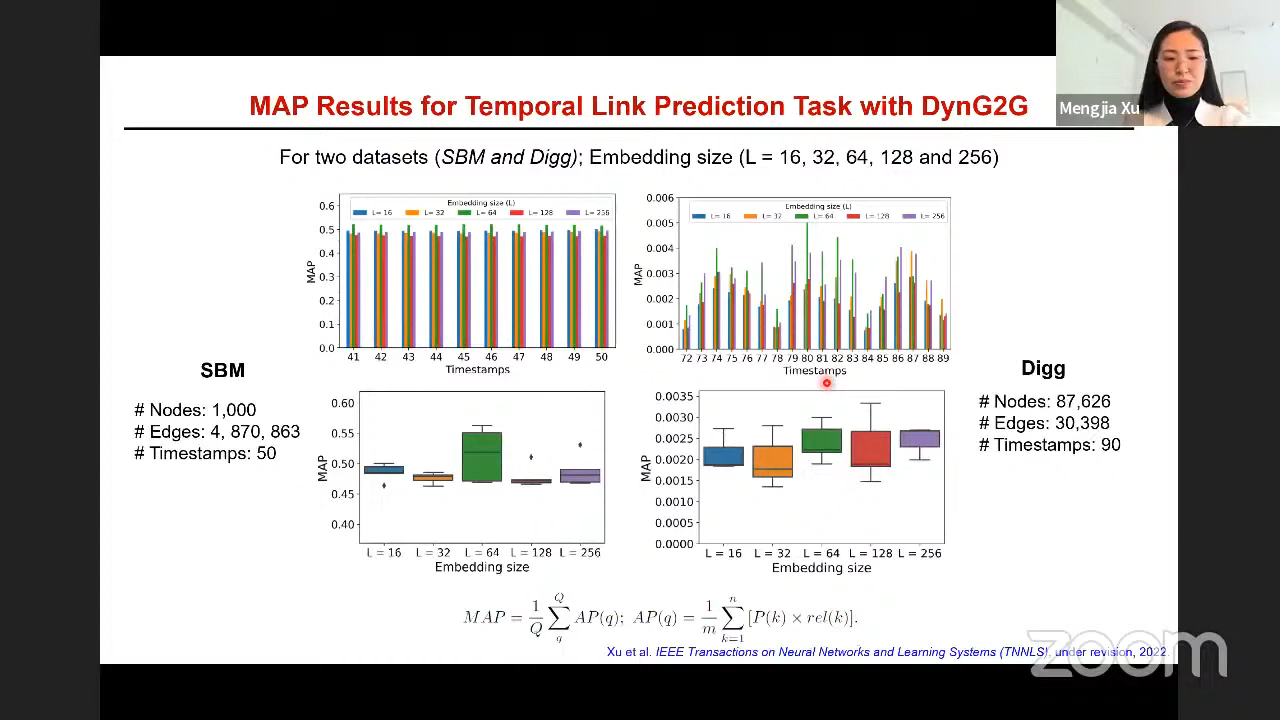 Mengjia Xu
MAP Results for Temporal Link Prediction Task with DynG2G
For two datasets (SBM and Digg); Embedding size (L = 16, 32, 64, 128 and 256)
Embedding size (L)
L= 16 L= 32 L= 64 L= 128 L= 256
0.6
0.5
0.4
0.3
0.2
0.1
0.0
MAP
41 42 43 44 45 46 47 48 49 50
Timestamps
Embedding size (L)
L= 16 L= 32 L= 64 L= 128 L= 256
0.006
0.005
0.004
0.003
0.002
0.001
0.000
MAP
72 73 74 75 76 77 78 79 80 81 82 83 84 85 86 87 88 89
Timestamps
SBM
# Nodes: 1,000
# Edges: 4, 870, 863
# Timestamps: 50
0.60
0.55
0.50
0.45
0.40
MAP
L = 16 L = 32 L = 64 L = 128 L = 256
Embedding size
0.0035
0.0030
0.0025
0.0020
0.0015
0.0010
0.0005
0.0000
MAP
L = 16 L = 32 L = 64 L = 128 L = 256
Embedding size
Digg
# Nodes: 87,626
# Edges: 30,398
# Timestamps: 90
MAP = \frac{1}{Q} \sum_{q}^{Q} AP(q); AP(q) = \frac{1}{m} \sum_{k=1}^{n} [P(k) × rel(k)].
Xu et al. IEEE Transactions on Neural Networks and Learning Systems (TNNLS), under revision, 2022.
zoom